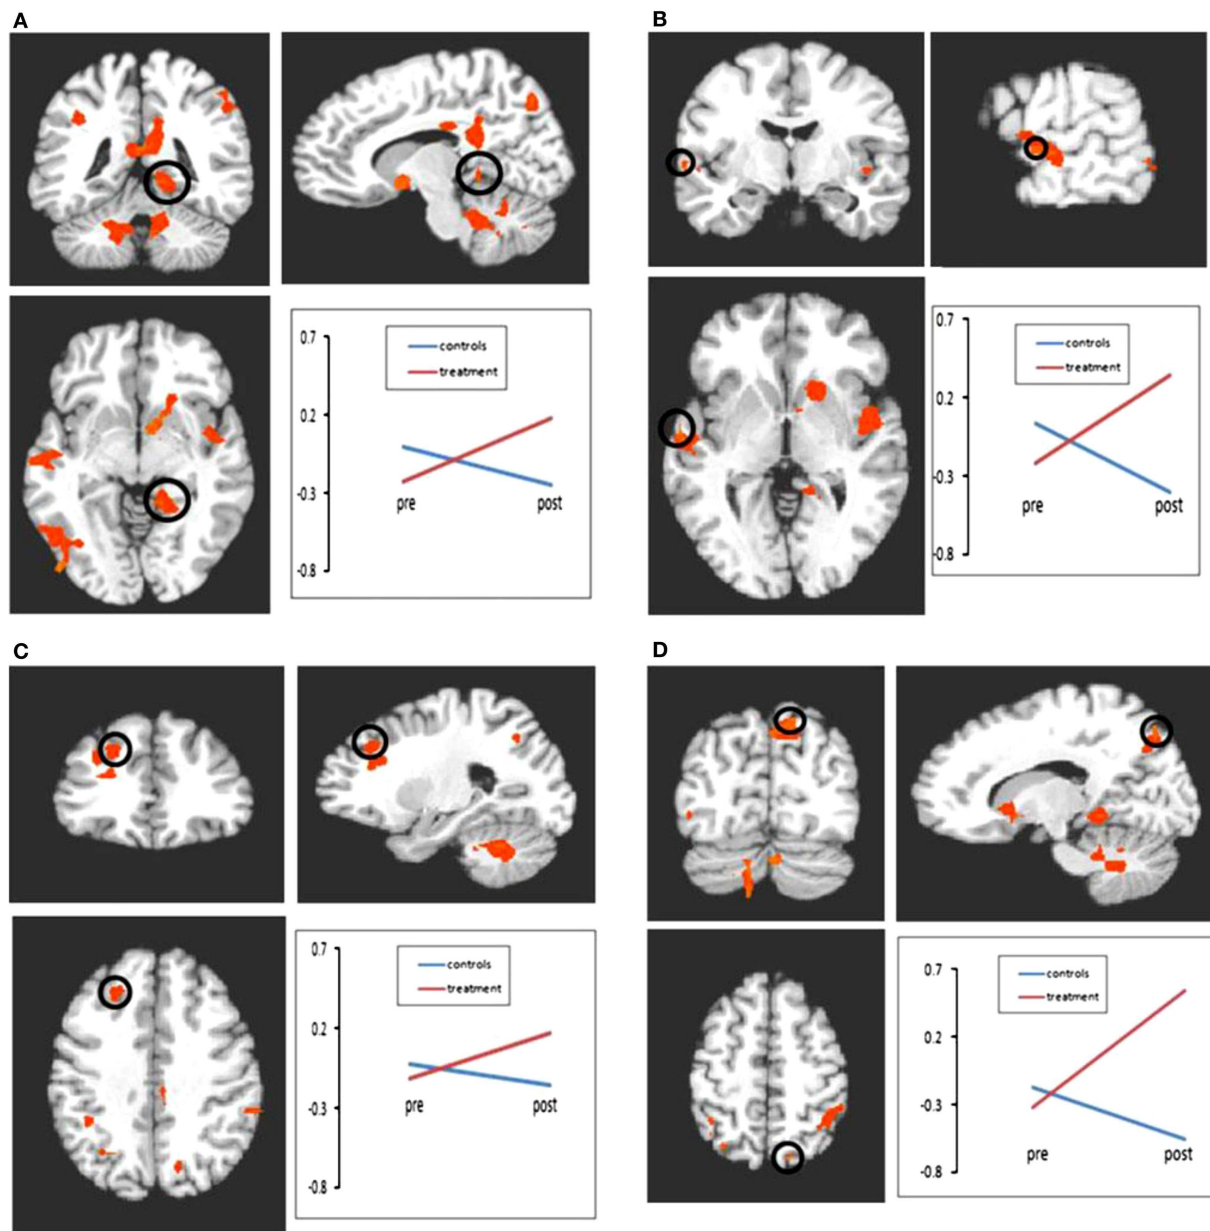 A
B
0.7
controls
treatment
0.2
-0.3
pre
post
-0.8
0.7
controls
treatment
0.2
-0.3
pre
post
-0.8
C
D
0.7
controls
treatment
0.2
-0.3
pre
post
-0.8
0.7
controls
treatment
0.2
-0.3
pre
post
-0.8